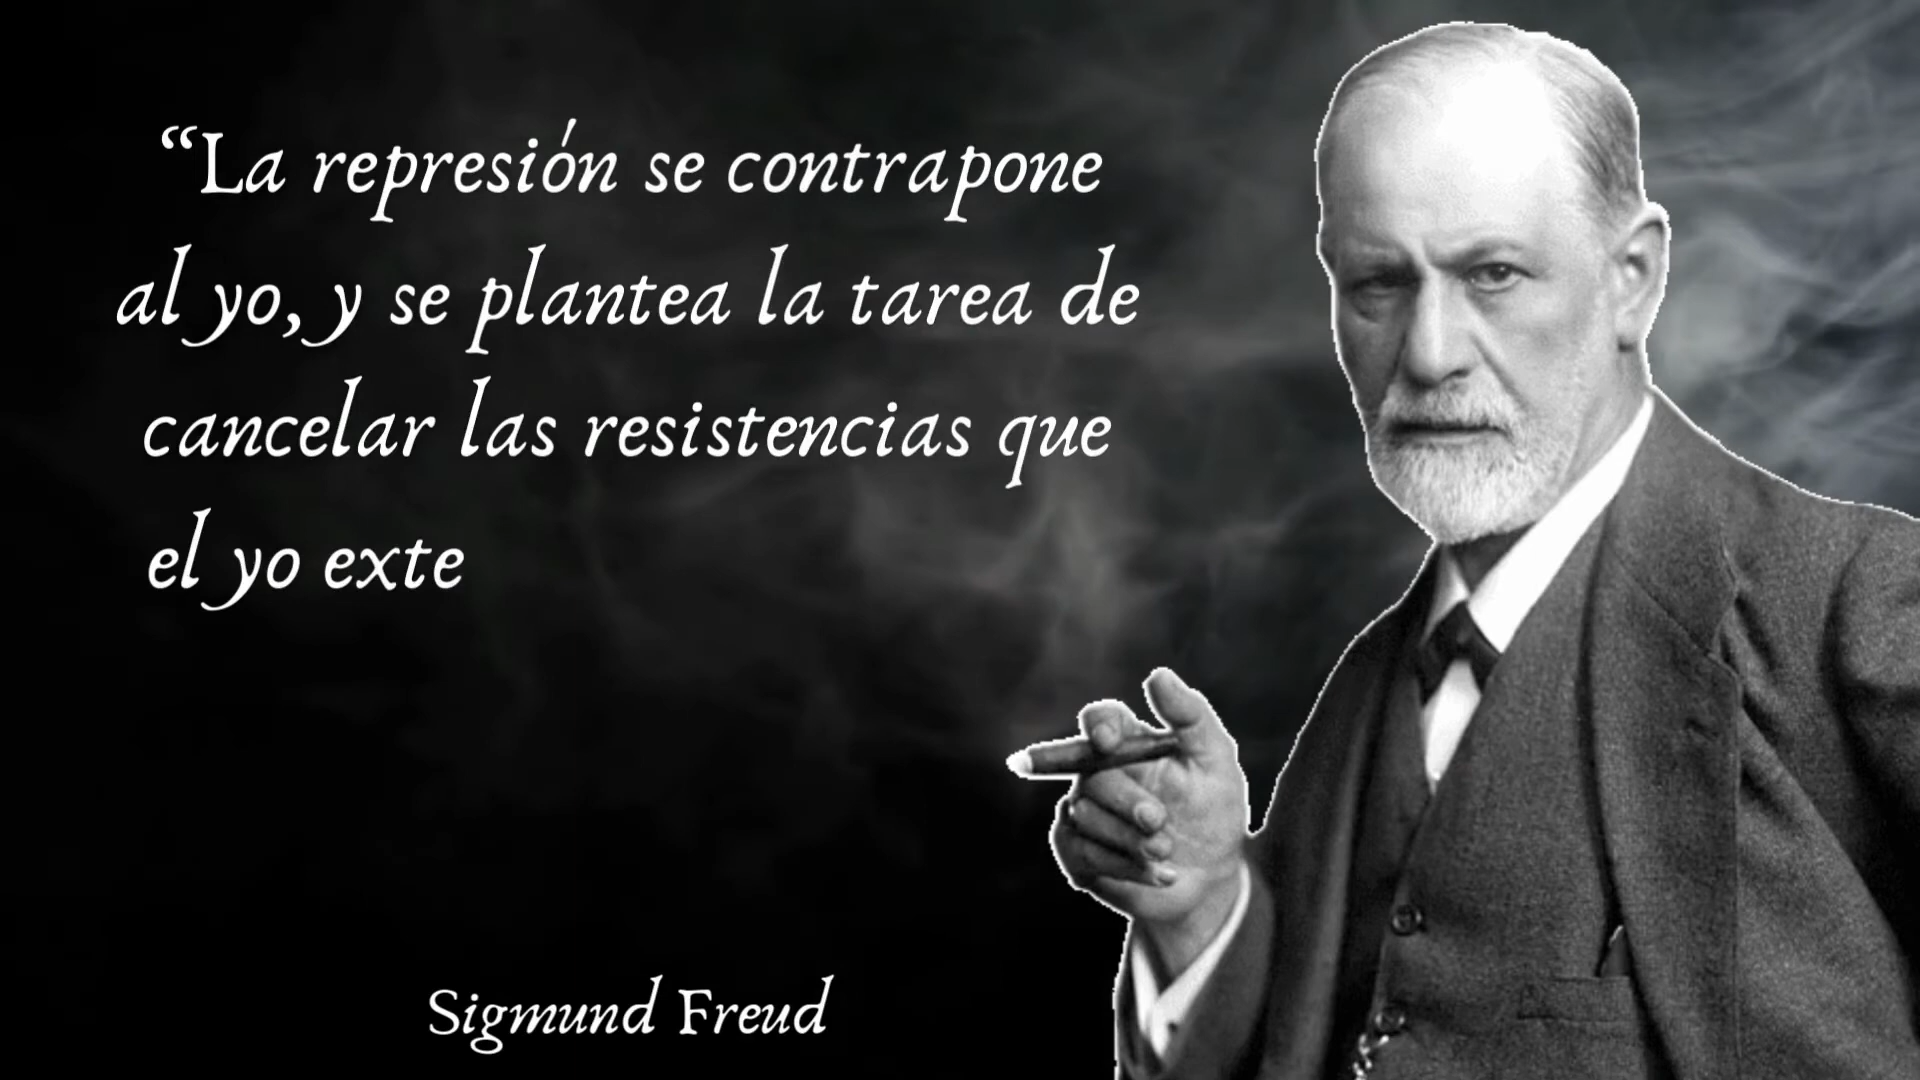 “La represión se contrapone
al yo, y se plantea la tarea de
cancelar las resistencias que
el yo exte
Sigmund Freud